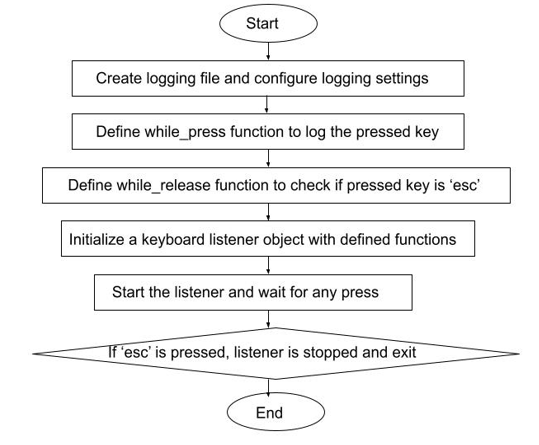 Start
Create logging file and configure logging settings
Define while_press function to log the pressed key
Define while_release function to check if pressed key is ‘esc’
Initialize a keyboard listener object with defined functions
Start the listener and wait for any press
If ‘esc’ is pressed, listener is stopped and exit
End